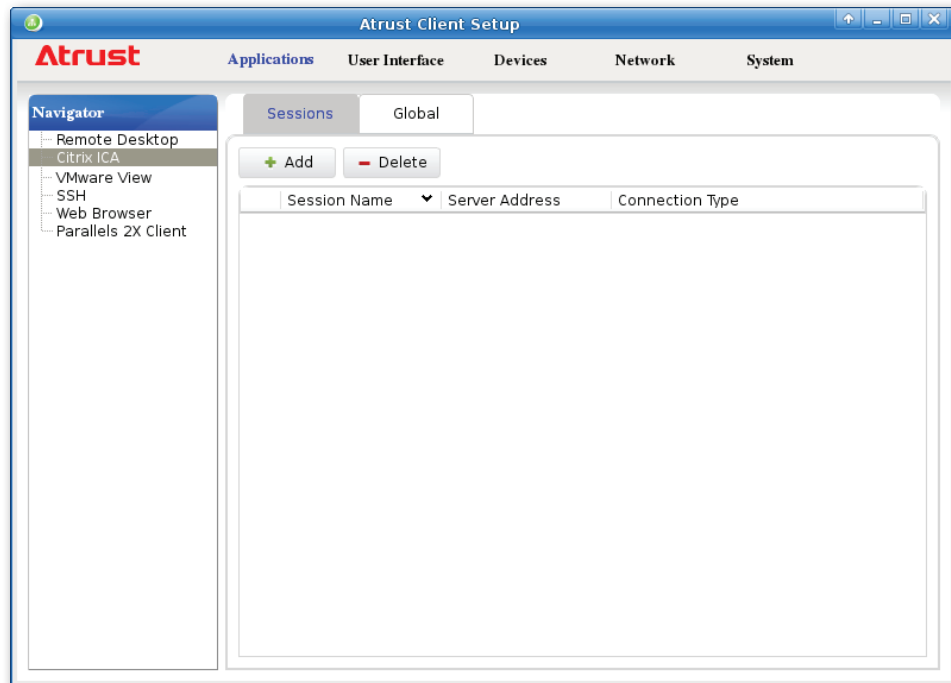 Atrust Client Setup
Atrust
Applications User Interface Devices Network System
Navigator
Remote Desktop
Citrix ICA
VMware View
SSH
Web Browser
Parallels 2X Client
Sessions Global
Add Delete
Session Name Server Address Connection Type